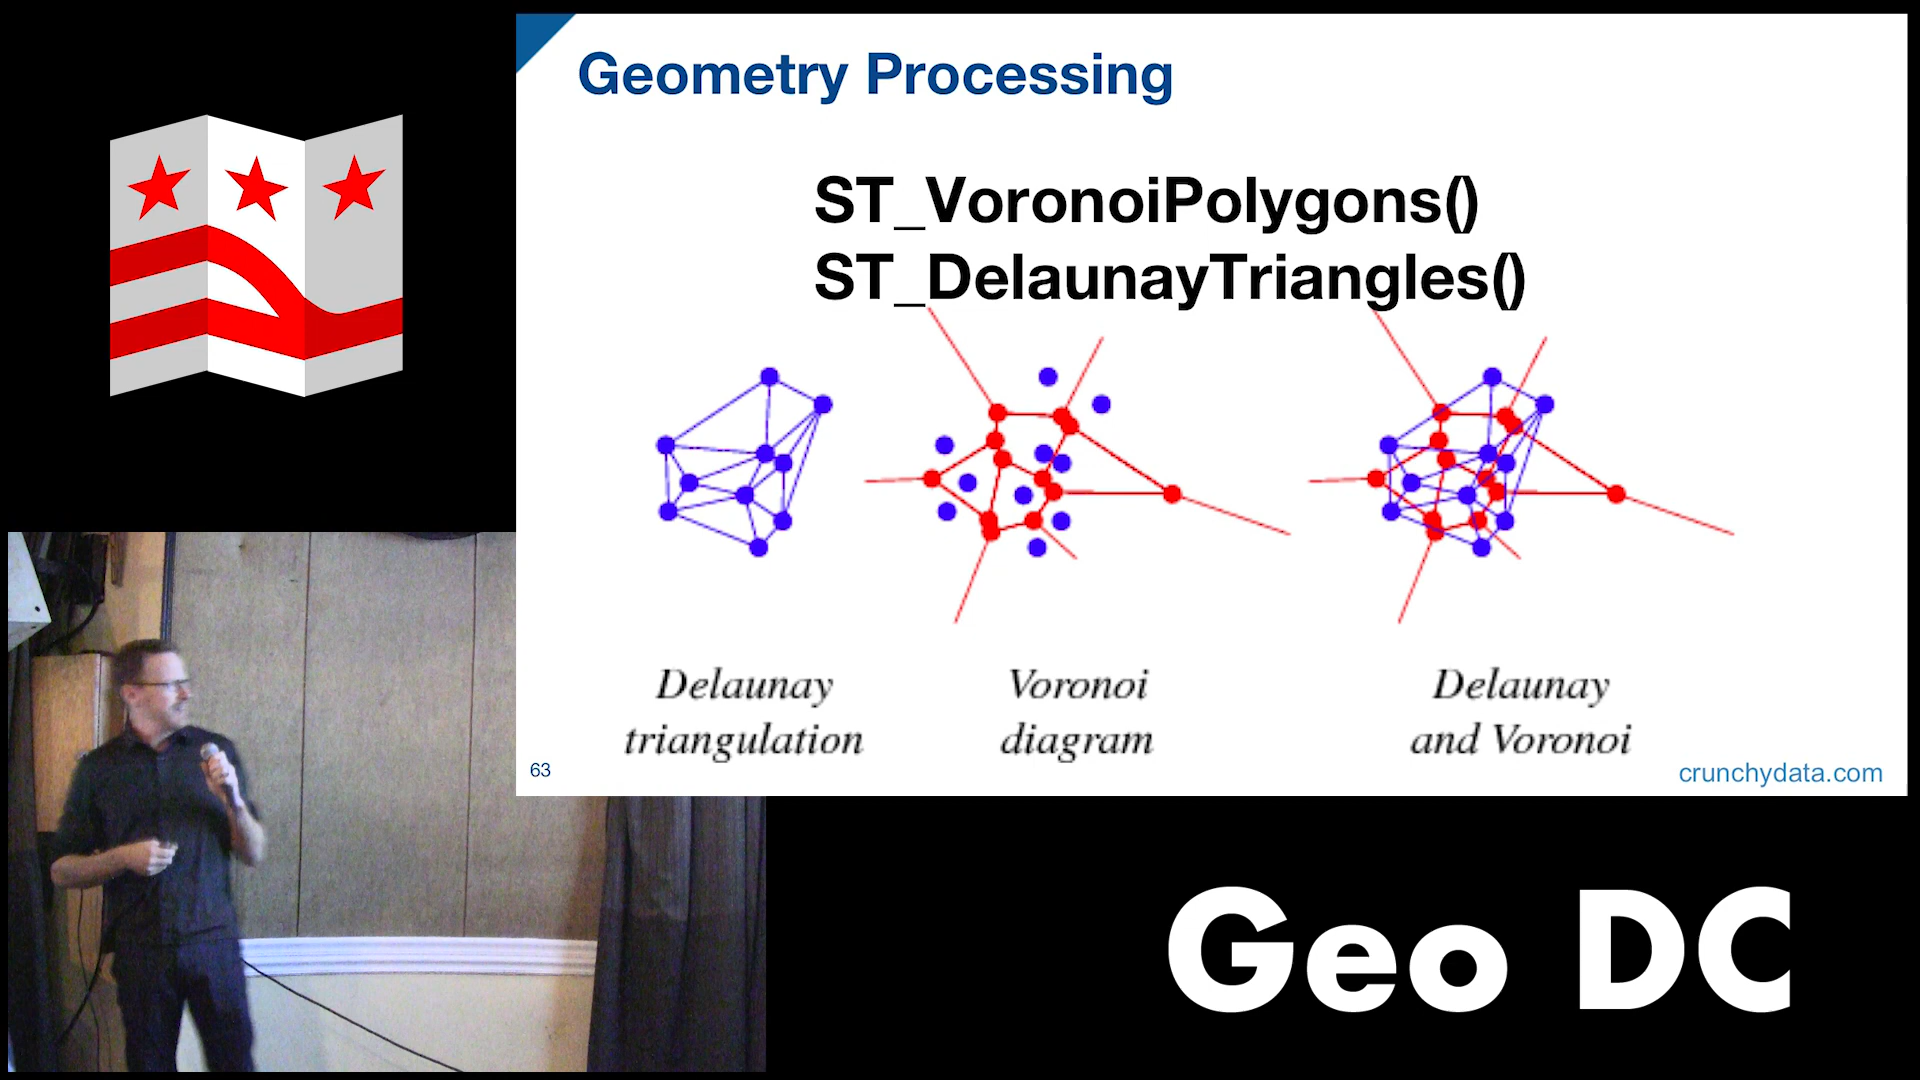 Geometry Processing
ST_VoronoiPolygons()
ST_DelaunayTriangles()
Delaunay
triangulation
Voronoi
diagram
Delaunay
and Voronoi
63
crunchydata.com
Geo DC